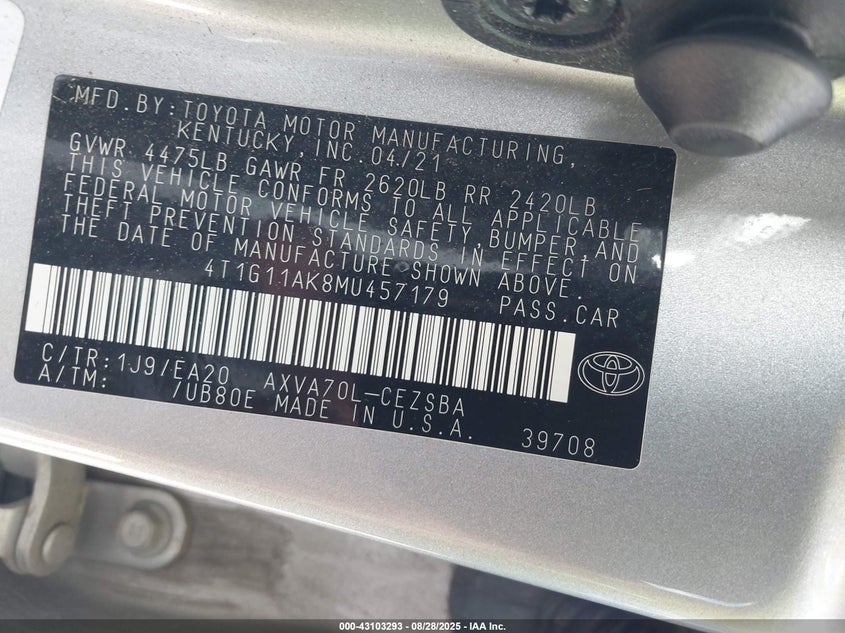 MFD.BY:TOYOTA MOTOR MANUFACTURING,
KENTUCKY, INC.04/21
GVWR 4475LB GAWR FR 2620LB RR 2420LB
THIS VEHICLE CONFORMS TO ALL APPLICABLE
FEDERAL MOTOR VEHICLE SAFETY,BUMPER,AND
THEFT PREVENTION STANDARDS IN EFFECT ON
THE DATE OF MANUFACTURE SHOWN ABOVE.
4T1G11AK8MU457179 PASS.CAR
C/TR:1J9/EA20 AXVA70L-CEZSBA
A/TM: /UB80E MADE IN U.S.A. 39708
000-43103293 - 08/28/2025 - IAA Inc.